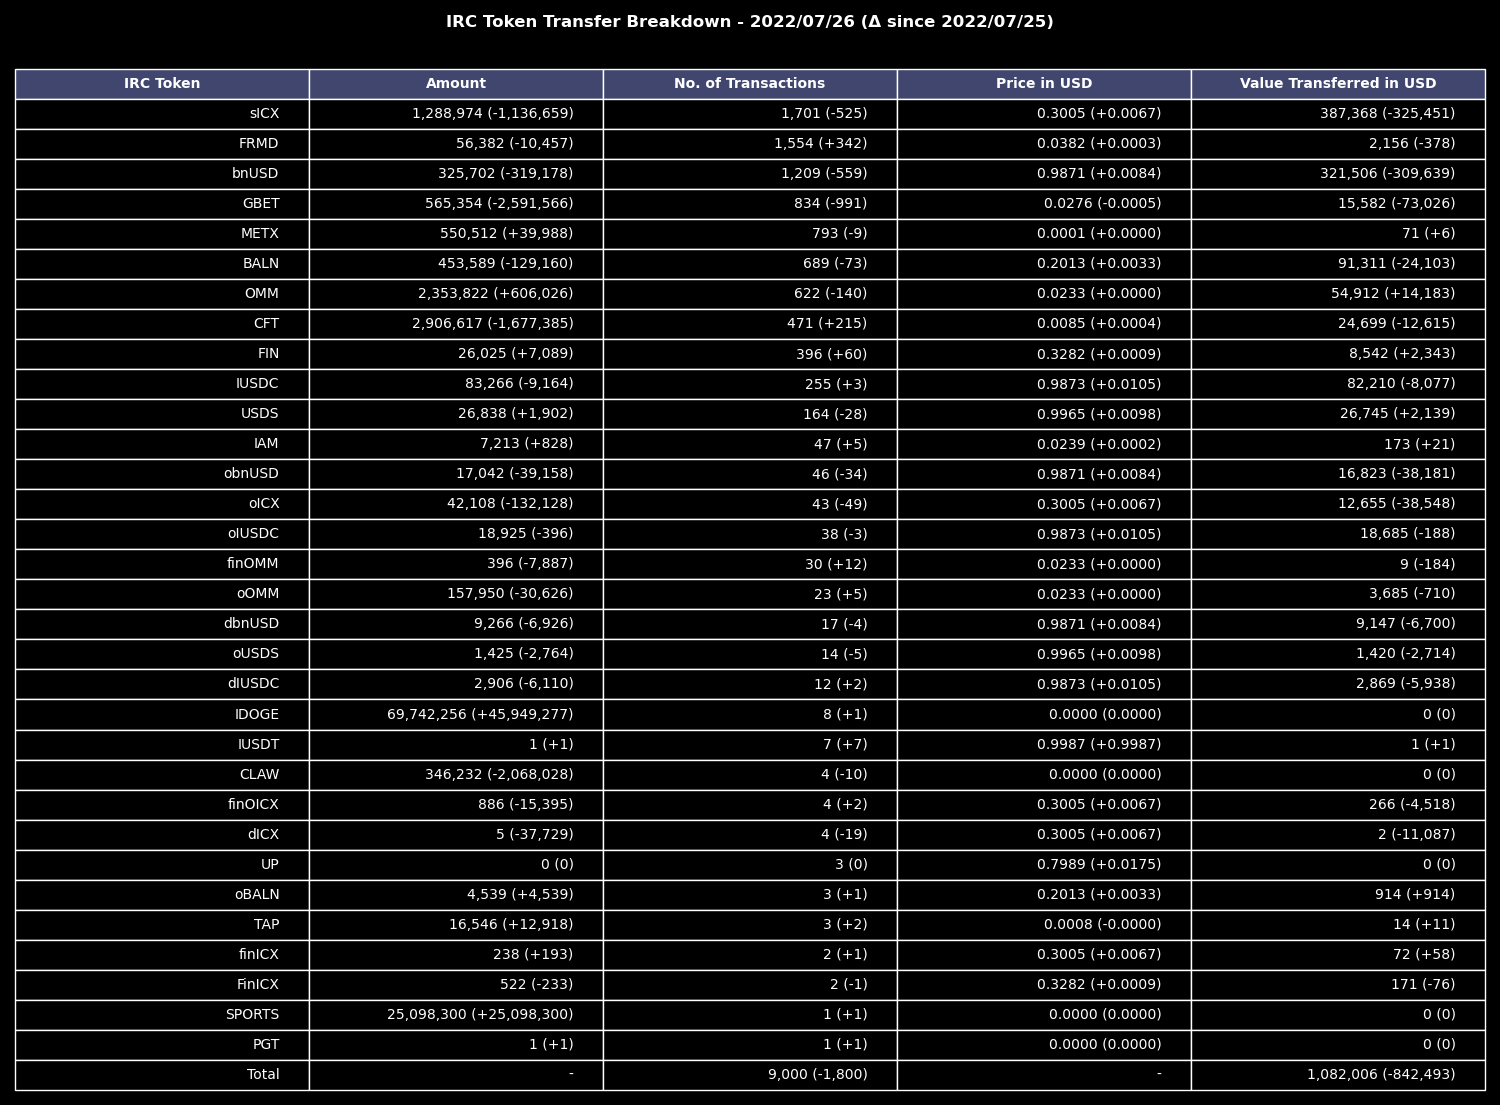 IRC Token Transfer Breakdown - 2022/07/26 (Δ since 2022/07/25)
IRC Token Amount No. of Transactions Price in USD Value Transferred in USD
sICX 1,288,974 (-1,136,659) 1,701 (-525) 0.3005 (+0.0067) 387,368 (-325,451)
FRMD 56,382 (-10,457) 1,554 (+342) 0.0382 (+0.0003) 2,156 (-378)
bnUSD 325,702 (-319,178) 1,209 (-559) 0.9871 (+0.0084) 321,506 (-309,639)
GBET 565,354 (-2,591,566) 834 (-991) 0.0276 (-0.0005) 15,582 (-73,026)
METX 550,512 (+39,988) 793 (-9) 0.0001 (+0.0000) 71 (+6)
BALN 453,589 (-129,160) 689 (-73) 0.2013 (+0.0033) 91,311 (-24,103)
OMM 2,353,822 (+606,026) 622 (-140) 0.0233 (+0.0000) 54,912 (+14,183)
CFT 2,906,617 (-1,677,385) 471 (+215) 0.0085 (+0.0004) 24,699 (-12,615)
FIN 26,025 (+7,089) 396 (+60) 0.3282 (+0.0009) 8,542 (+2,343)
IUSDC 83,266 (-9,164) 255 (+3) 0.9873 (+0.0105) 82,210 (-8,077)
USDS 26,838 (+1,902) 164 (-28) 0.9965 (+0.0098) 26,745 (+2,139)
IAM 7,213 (+828) 47 (+5) 0.0239 (+0.0002) 173 (+21)
obnUSD 17,042 (-39,158) 46 (-34) 0.9871 (+0.0084) 16,823 (-38,181)
oICX 42,108 (-132,128) 43 (-49) 0.3005 (+0.0067) 12,655 (-38,548)
oIUSDC 18,925 (-396) 38 (-3) 0.9873 (+0.0105) 18,685 (-188)
finOMM 396 (-7,887) 30 (+12) 0.0233 (+0.0000) 9 (-184)
oOMM 157,950 (-30,626) 23 (+5) 0.0233 (+0.0000) 3,685 (-710)
dbnUSD 9,266 (-6,926) 17 (-4) 0.9871 (+0.0084) 9,147 (-6,700)
oUSDS 1,425 (-2,764) 14 (-5) 0.9965 (+0.0098) 1,420 (-2,714)
dIUSDC 2,906 (-6,110) 12 (+2) 0.9873 (+0.0105) 2,869 (-5,938)
IDOGE 69,742,256 (+45,949,277) 8 (+1) 0.0000 (0.0000) 0 (0)
IUSDT 1 (+1) 7 (+7) 0.9987 (+0.9987) 1 (+1)
CLAW 346,232 (-2,068,028) 4 (-10) 0.0000 (0.0000) 0 (0)
finOICX 886 (-15,395) 4 (+2) 0.3005 (+0.0067) 266 (-4,518)
dICX 5 (-37,729) 4 (-19) 0.3005 (+0.0067) 2 (-11,087)
UP 0 (0) 3 (0) 0.7989 (+0.0175) 0 (0)
oBALN 4,539 (+4,539) 3 (+1) 0.2013 (+0.0033) 914 (+914)
TAP 16,546 (+12,918) 3 (+2) 0.0008 (-0.0000) 14 (+11)
finICX 238 (+193) 2 (+1) 0.3005 (+0.0067) 72 (+58)
FinICX 522 (-233) 2 (-1) 0.3282 (+0.0009) 171 (-76)
SPORTS 25,098,300 (+25,098,300) 1 (+1) 0.0000 (0.0000) 0 (0)
PGT 1 (+1) 1 (+1) 0.0000 (0.0000) 0 (0)
Total - 9,000 (-1,800) - 1,082,006 (-842,493)